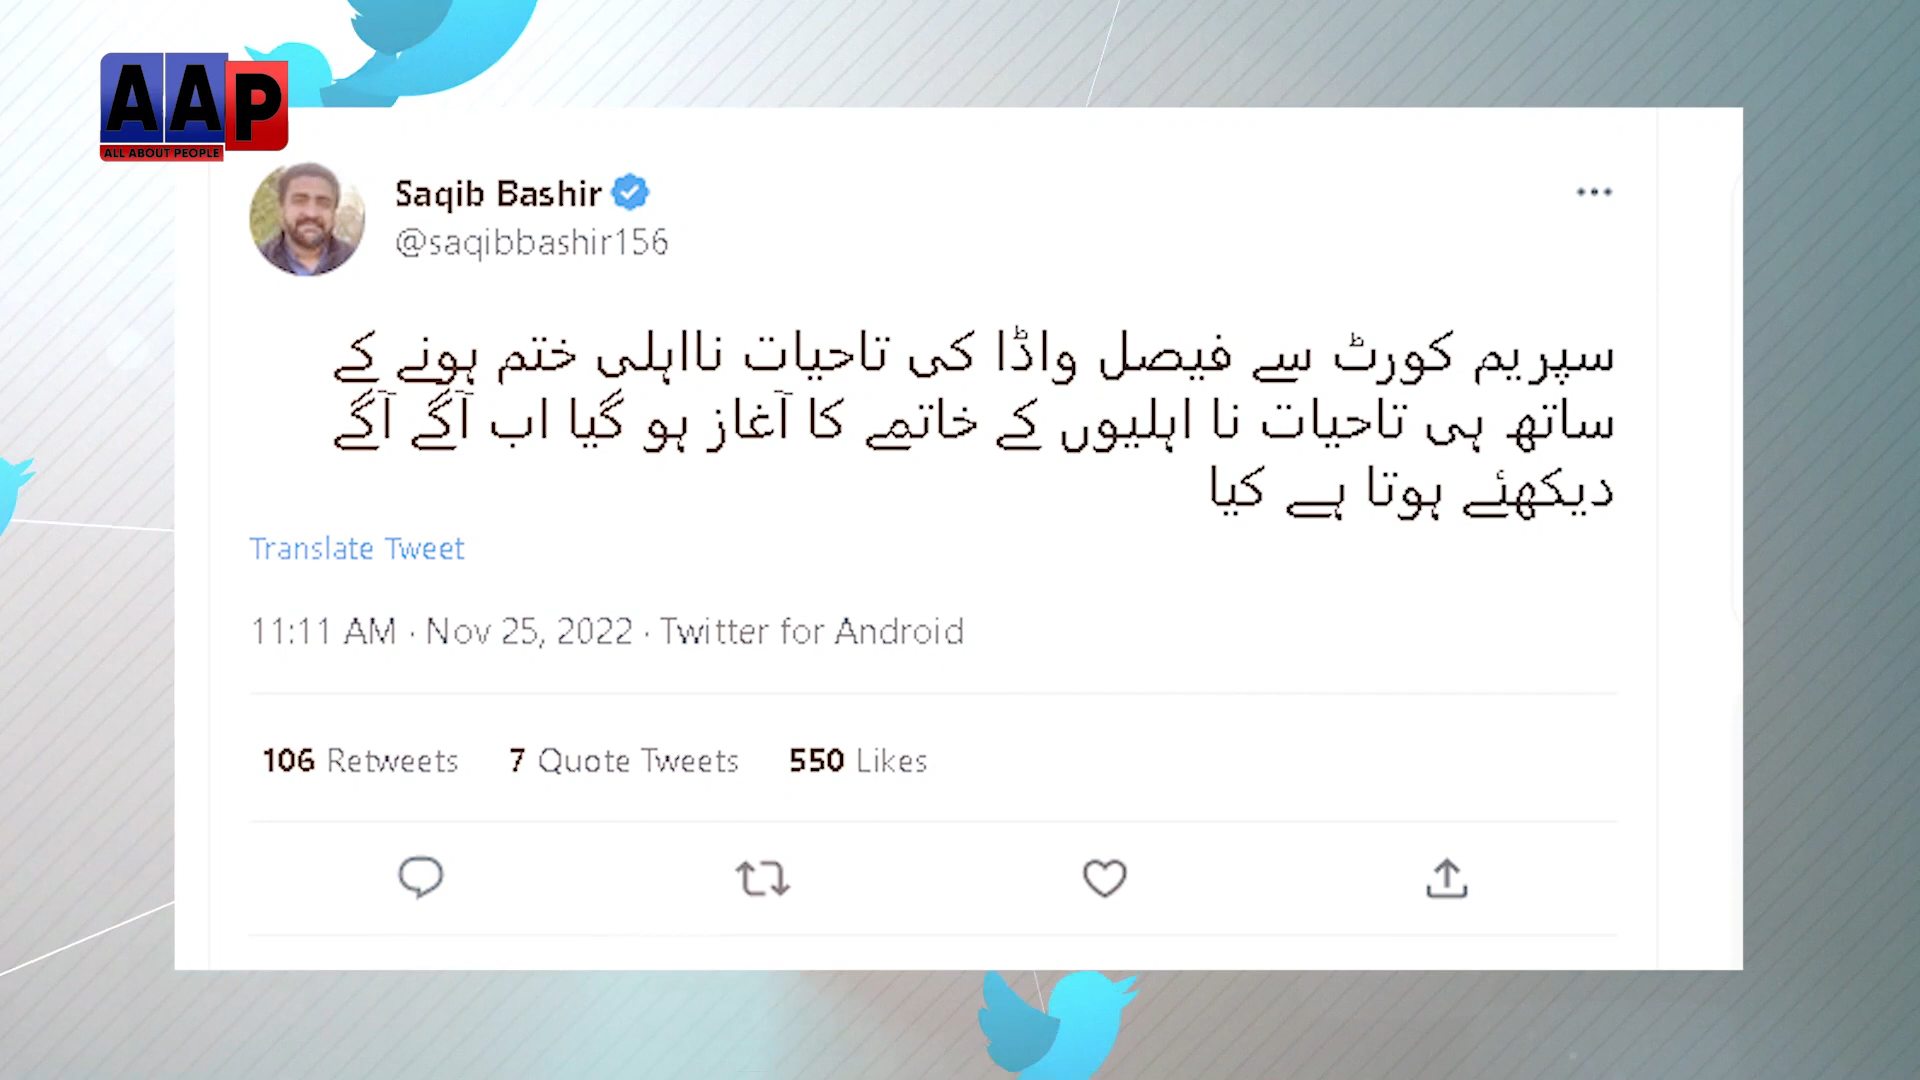 AAP
ALL ABOUT PEOPLE
Saqib Bashir
@saqibbashir156
سپریم کورٹ سے فیصل واڈا کی تاحیات نااہلی ختم ہونے کے
ساتھ ہی تاحیات نا اہلیوں کے خاتمے کا آغاز ہو گیا اب آگے آگے
دیکھئے ہوتا ہے کیا
Translate Tweet
11:11 AM · Nov 25, 2022 · Twitter for Android
106 Retweets 7 Quote Tweets 550 Likes